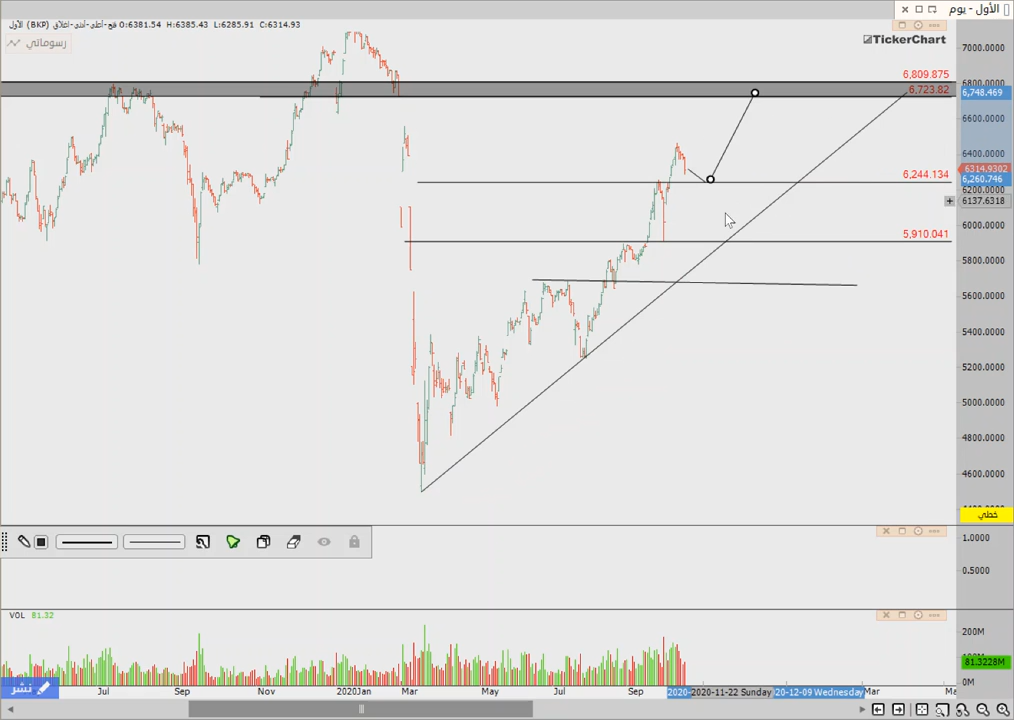 الأول - يوم
الأول (BKP) فتح-أعلى-أدنى-إغلاق O:6381.54 H:6385.43 L:6285.91 C:6314.93
رسوماتي
TickerChart
7000.0000
6,809.875
6800.0000
6,723.82
6,748.469
6600.0000
6400.0000
6,244.134
6314.9302
6,260.746
6200.0000
6137.6318
6000.0000
5,910.041
5800.0000
5600.0000
5400.0000
5200.0000
5000.0000
4800.0000
4600.0000
خطي
1.0000
0.5000
VOL 81.32
200M
81.3228M
0M
نشر
Jul Sep Nov 2020Jan Mar May Jul Sep 2020- 2020-11-22 Sunday 20-12-09 Wednesday Mar